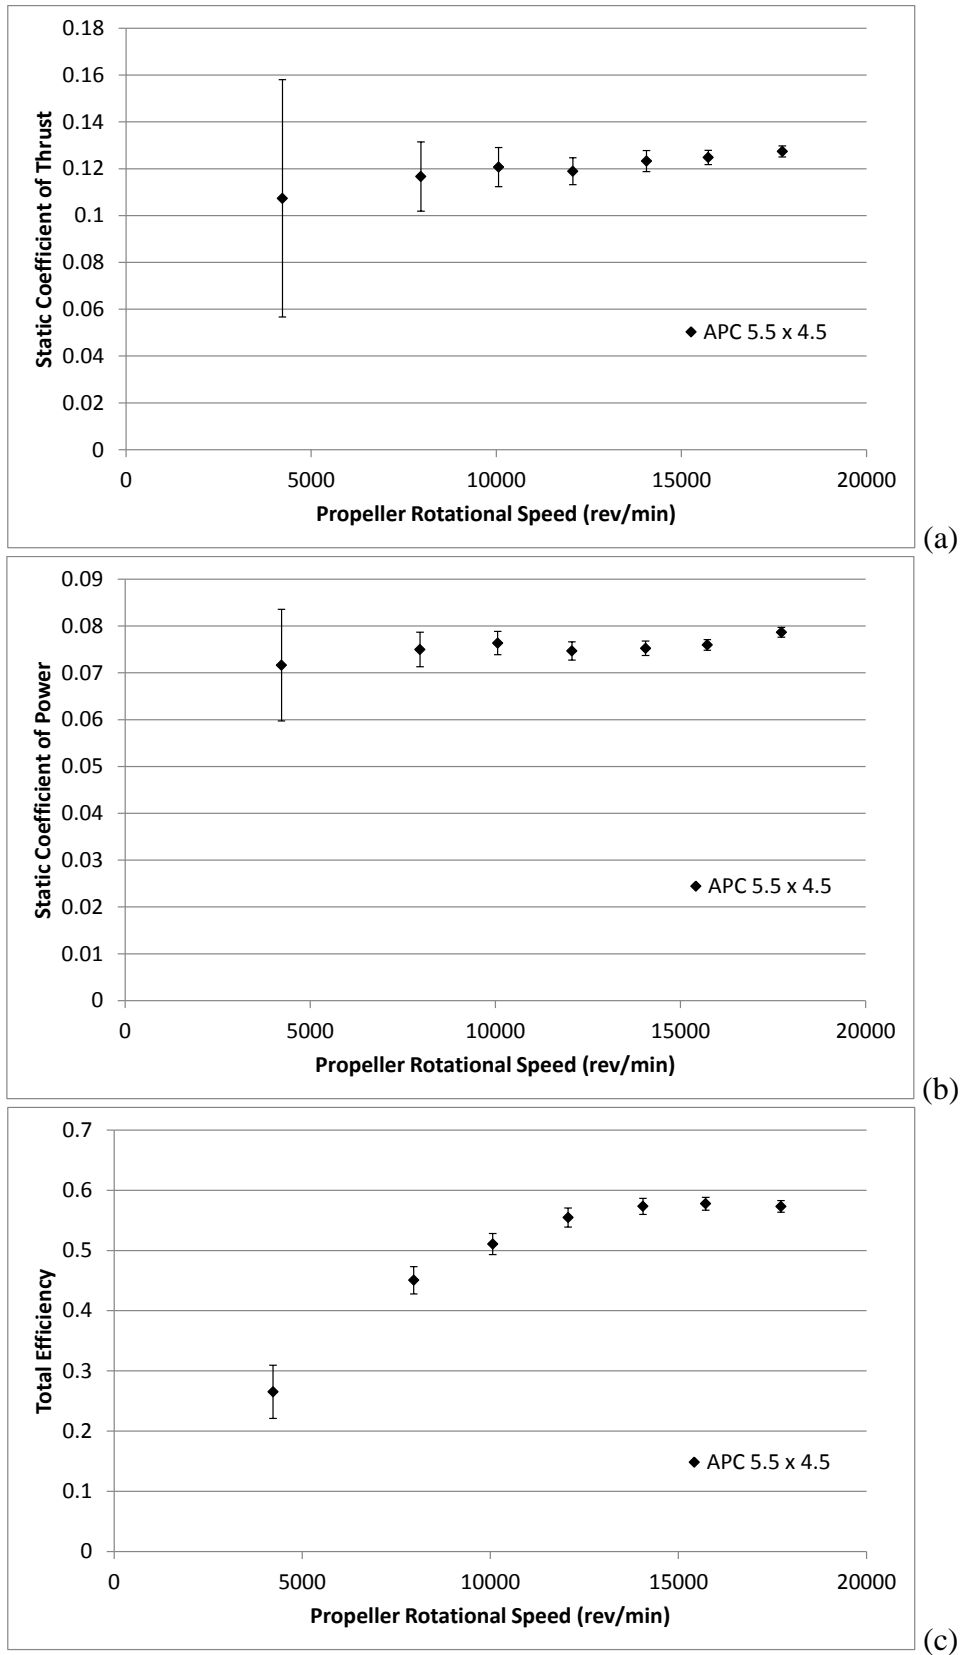 0.18
0.16
0.14
0.12
0.1
0.08
0.06
0.04
0.02
0
Static Coefficient of Thrust
APC 5.5 x 4.5
0 5000 10000 15000 20000
Propeller Rotational Speed (rev/min)
(a)
0.09
0.08
0.07
0.06
0.05
0.04
0.03
0.02
0.01
0
Static Coefficient of Power
APC 5.5 x 4.5
0 5000 10000 15000 20000
Propeller Rotational Speed (rev/min)
(b)
0.7
0.6
0.5
0.4
0.3
0.2
0.1
0
Total Efficiency
APC 5.5 x 4.5
0 5000 10000 15000 20000
Propeller Rotational Speed (rev/min)
(c)